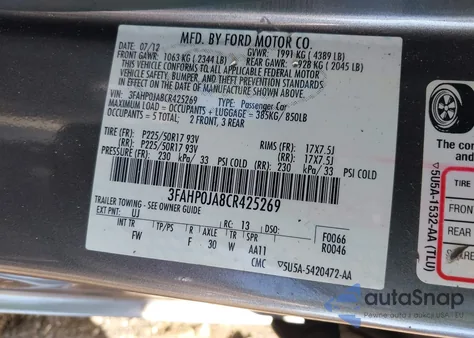 MFD. BY FORD MOTOR CO.
07/12 GVWR: 1991 KG ( 4389 LB)
FRONT GAWR: 1063 KG ( 2344 LB) REAR GAWR: 928 KG ( 2045 LB)
THIS VEHICLE CONFORMS TO ALL APPLICABLE FEDERAL MOTOR
VEHICLE SAFETY, BUMPER, AND THEFT PREVENTION STANDARDS
IN EFFECT ON THE DATE OF MANUFACTURE SHOWN ABOVE.
VIN: 3FAHP0JA8CR425269 TYPE: Passenger Car
MAXIMUM LOAD = OCCUPANTS + LUGGAGE = 385KG / 850LB
OCCUPANTS = 5 TOTAL: 2 FRONT, 3 REAR
TIRE (FR): P225/50R17 93V RIMS (FR): 17X7.5J
TIRE (RR): P225/50R17 93V (RR): 17X7.5J
PRESSURE (FR): 230 kPa/ 33 PSI COLD (RR): 230 kPa/ 33 PSI COLD
3FAHP0JA8CR425269
TRAILER TOWING - SEE OWNER GUIDE
EXT PNT: UJ RC: 13 F0066
INT TR TP/PS R AXLE TR SPR R0046
FW F 30 W AA11
CMC 5U5A-5420472-AA
5U5A-1532-AA (TLU)
TIRE
FRONT
REAR
SPARE
autoSnap